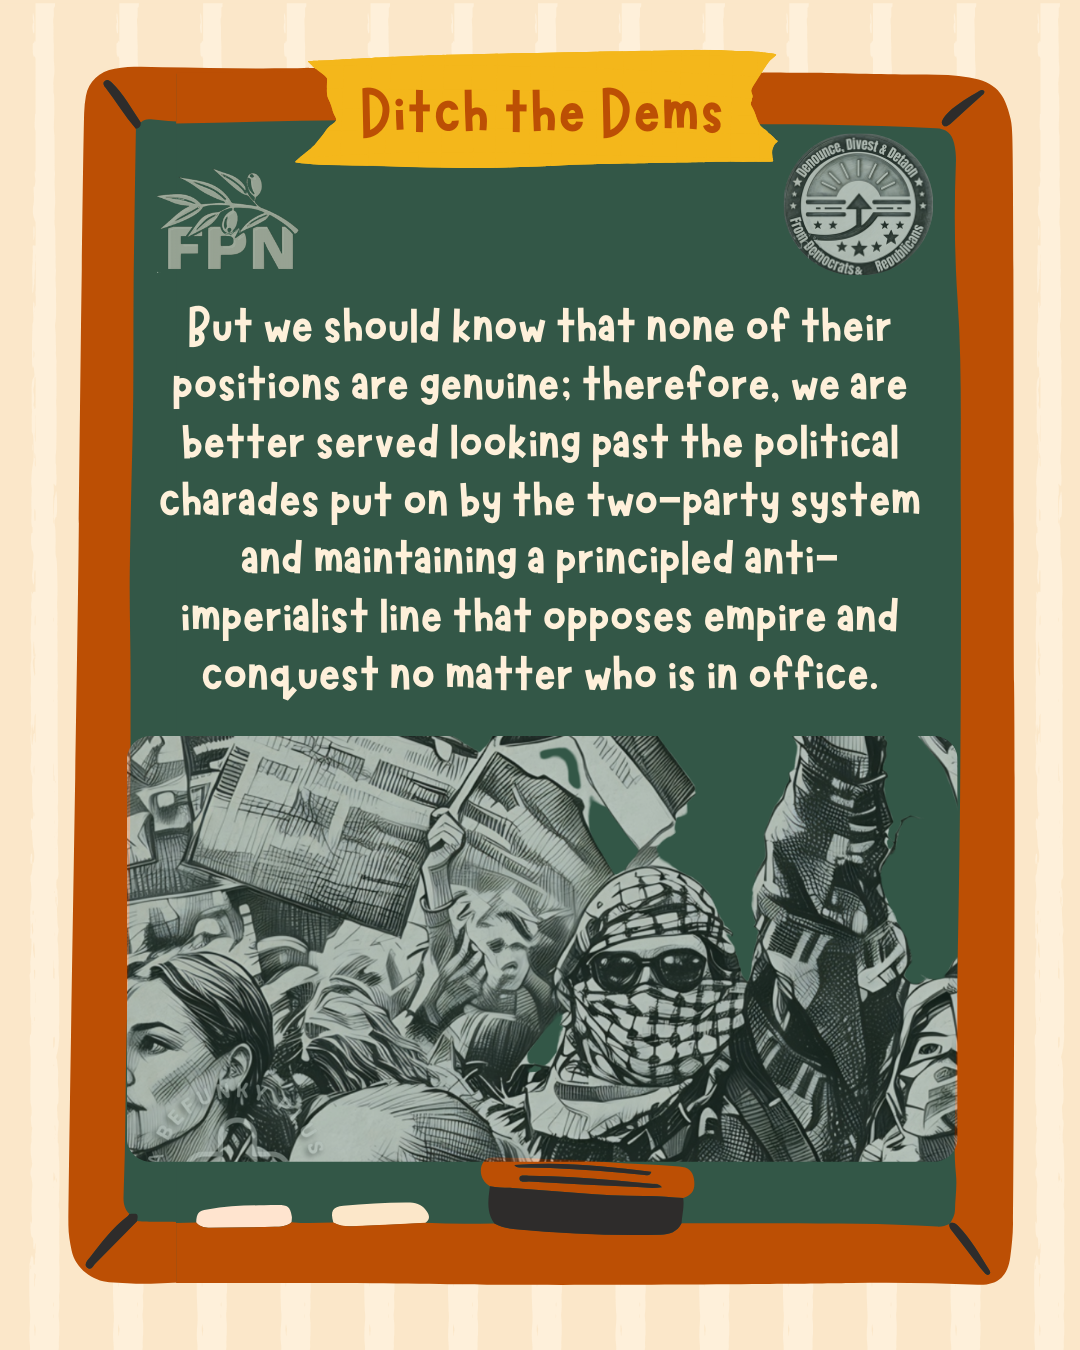 Ditch the Dems
FPN
Denounce, Divest & Detach
From Democrats & Republicans
But we should know that none of their
positions are genuine; therefore, we are
better served looking past the political
charades put on by the two-party system
and maintaining a principled anti-
imperialist line that opposes empire and
conquest no matter who is in office.
BEFUNKY